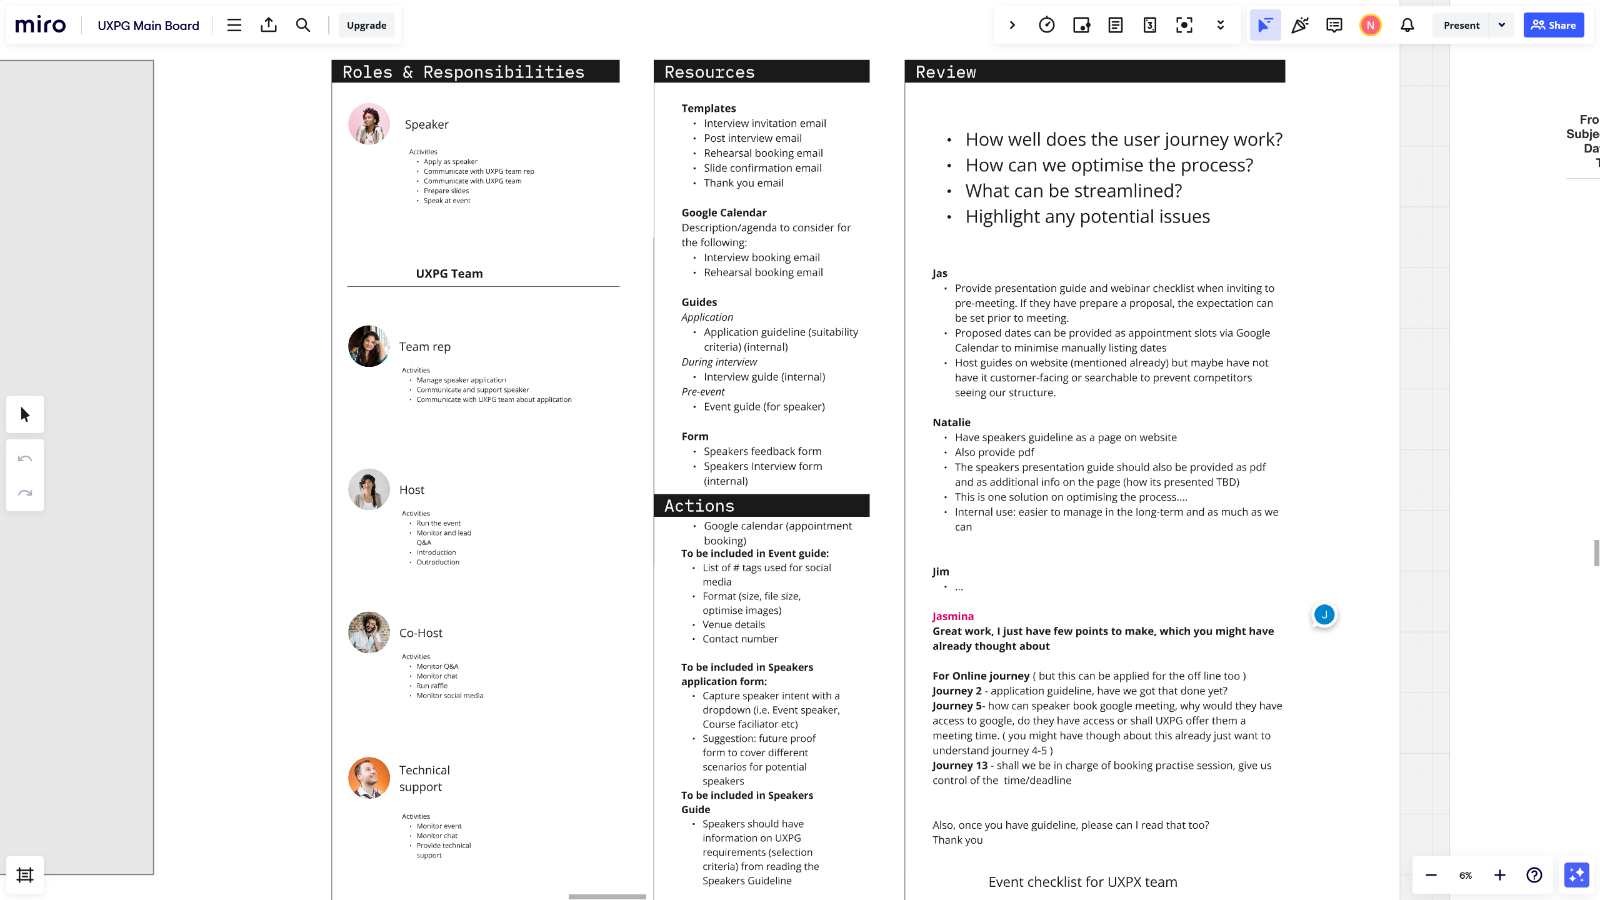 miro
UXPG Main Board
Upgrade
3
N
Present
Share
Roles & Responsibilities
Speaker
Activities
• Apply as speaker
• Communicate with UXPG team rep
• Communicate with UXPG team
• Prepare slides
• Speak at event
UXPG Team
Team rep
Activities
• Manage speaker application
• Communicate and support speaker
• Communicate with UXPG team about application
Host
Activities
• Run the event
• Monitor and lead
Q&A
• Introduction
• Outroduction
Co-Host
Activities
• Monitor Q&A
• Monitor chat
• Run raffle
• Monitor social media
Technical
support
Activities
• Monitor event
• Monitor chat
• Provide technical
support
Resources
Templates
• Interview invitation email
• Post interview email
• Rehearsal booking email
• Slide confirmation email
• Thank you email
Google Calendar
Description/agenda to consider for
the following:
• Interview booking email
• Rehearsal booking email
Guides
Application
• Application guideline (suitability
criteria) (internal)
During interview
• Interview guide (internal)
Pre-event
• Event guide (for speaker)
Form
• Speakers feedback form
• Speakers Interview form
(internal)
Actions
• Google calendar (appointment
booking)
To be included in Event guide:
• List of # tags used for social
media
• Format (size, file size,
optimise images)
• Venue details
• Contact number
To be included in Speakers
application form:
• Capture speaker intent with a
dropdown (i.e. Event speaker,
Course faciliator etc)
• Suggestion: future proof
form to cover different
scenarios for potential
speakers
To be included in Speakers
Guide
• Speakers should have
information on UXPG
requirements (selection
criteria) from reading the
Speakers Guideline
Review
• How well does the user journey work?
• How can we optimise the process?
• What can be streamlined?
• Highlight any potential issues
Jas
• Provide presentation guide and webinar checklist when inviting to
pre-meeting. If they have prepare a proposal, the expectation can
be set prior to meeting.
• Proposed dates can be provided as appointment slots via Google
Calendar to minimise manually listing dates
• Host guides on website (mentioned already) but maybe have not
have it customer-facing or searchable to prevent competitors
seeing our structure.
Natalie
• Have speakers guideline as a page on website
• Also provide pdf
• The speakers presentation guide should also be provided as pdf
and as additional info on the page (how its presented TBD)
• This is one solution on optimising the process....
• Internal use: easier to manage in the long-term and as much as we
can
Jim
• ...
Jasmina
Great work, I just have few points to make, which you might have
already thought about
For Online journey ( but this can be applied for the off line too )
Journey 2 - application guideline, have we got that done yet?
Journey 5- how can speaker book google meeting, why would they have
access to google, do they have access or shall UXPG offer them a
meeting time. ( you might have though about this already just want to
understand journey 4-5 )
Journey 13 - shall we be in charge of booking practise session, give us
control of the time/deadline
Also, once you have guideline, please can I read that too?
Thank you
Event checklist for UXPX team
J
Fro
Subje
Da
T
6%